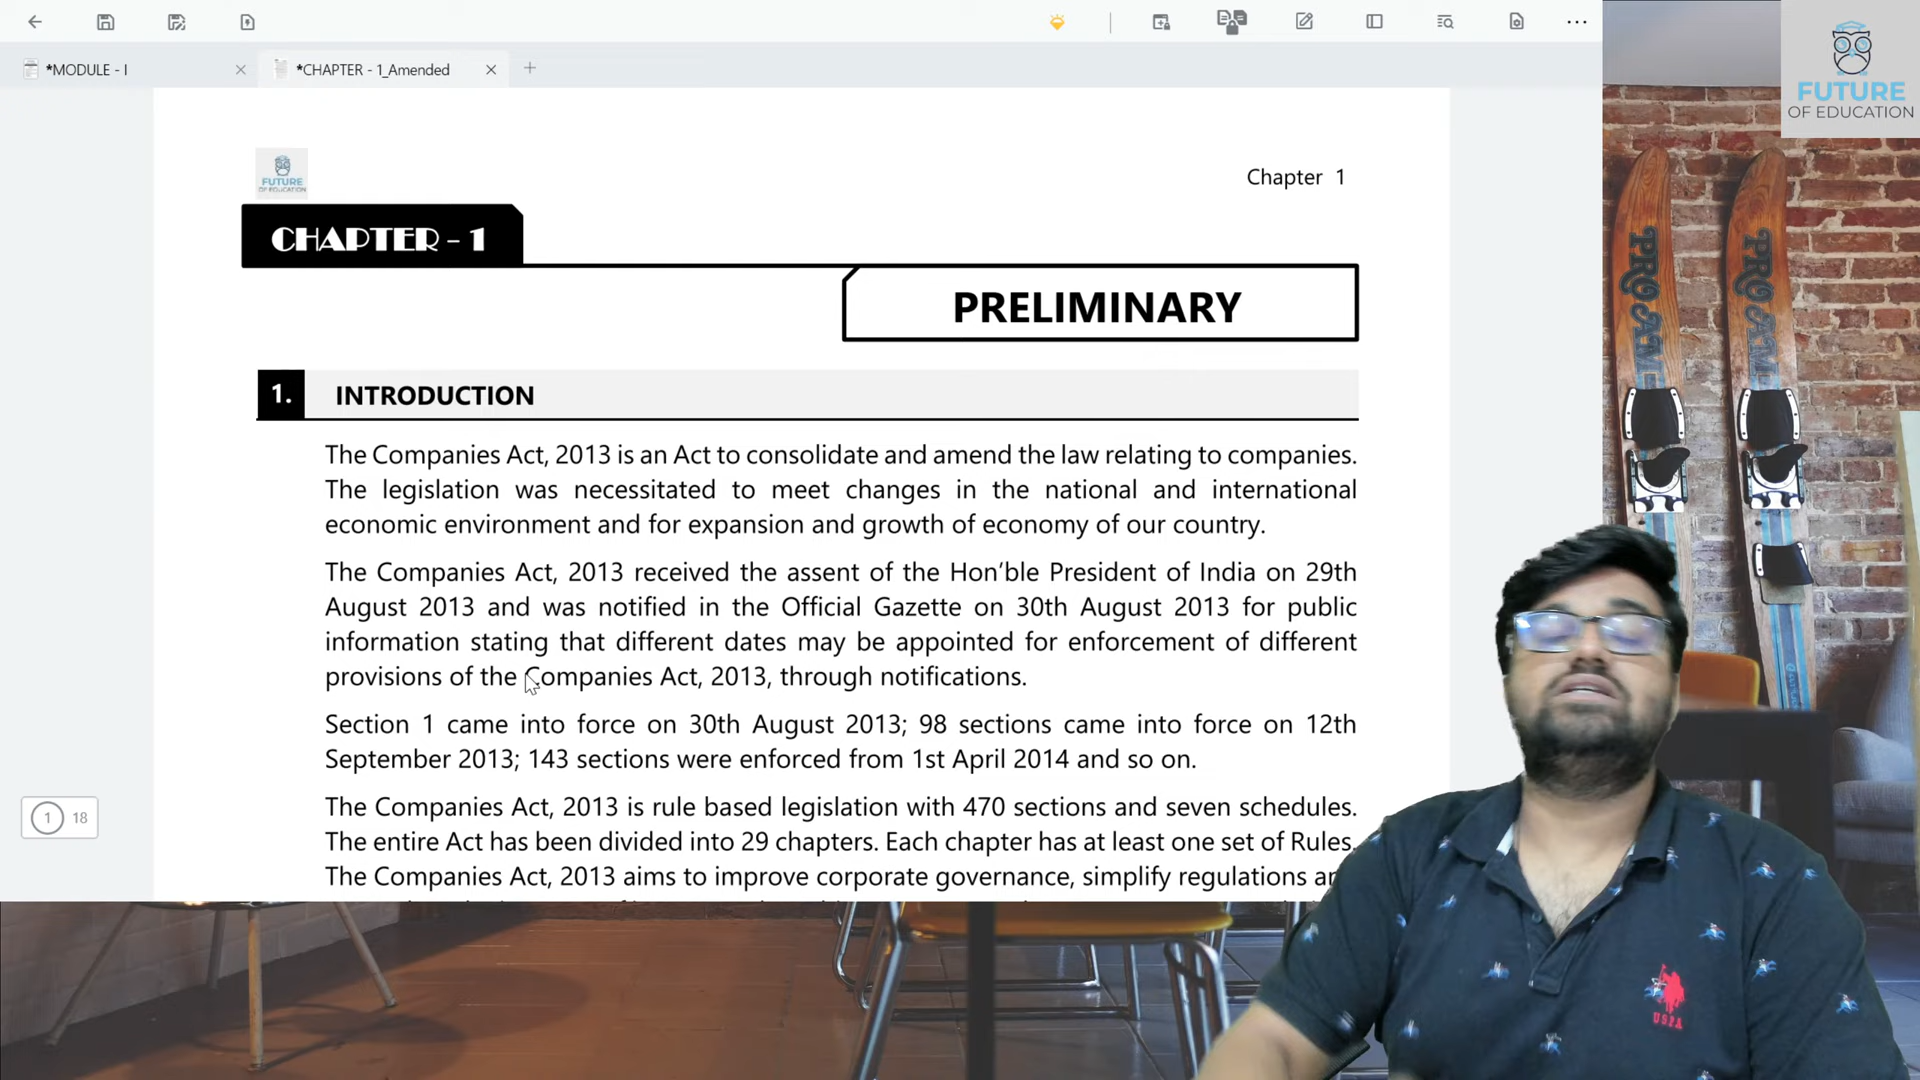 *MODULE - I
*CHAPTER - 1_Amended
FUTURE
OF EDUCATION
FUTURE
OF EDUCATION
Chapter 1
CHAPTER - 1
PRELIMINARY
1. INTRODUCTION
The Companies Act, 2013 is an Act to consolidate and amend the law relating to companies.
The legislation was necessitated to meet changes in the national and international
economic environment and for expansion and growth of economy of our country.
The Companies Act, 2013 received the assent of the Hon’ble President of India on 29th
August 2013 and was notified in the Official Gazette on 30th August 2013 for public
information stating that different dates may be appointed for enforcement of different
provisions of the Companies Act, 2013, through notifications.
Section 1 came into force on 30th August 2013; 98 sections came into force on 12th
September 2013; 143 sections were enforced from 1st April 2014 and so on.
The Companies Act, 2013 is rule based legislation with 470 sections and seven schedules.
The entire Act has been divided into 29 chapters. Each chapter has at least one set of Rules.
The Companies Act, 2013 aims to improve corporate governance, simplify regulations
1 18
PRO AM
PRO AM
USPA